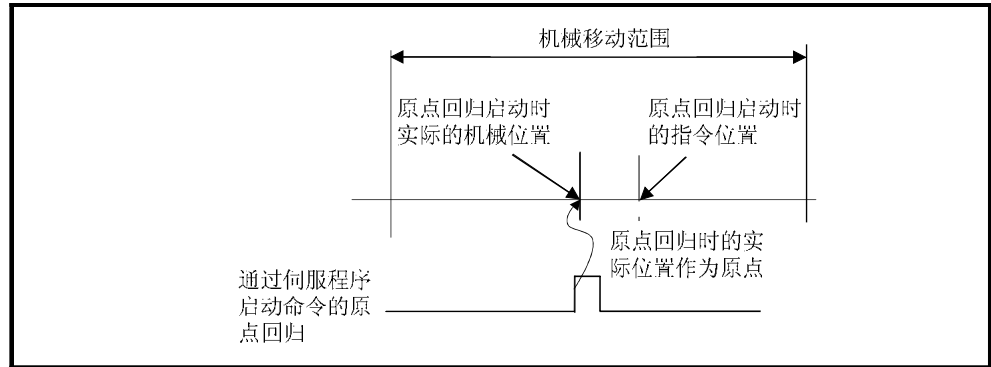 机械移动范围
原点回归启动时
实际的机械位置
原点回归启动时
的指令位置
原点回归时的实
际位置作为原点
通过伺服程序
启动命令的原
点回归